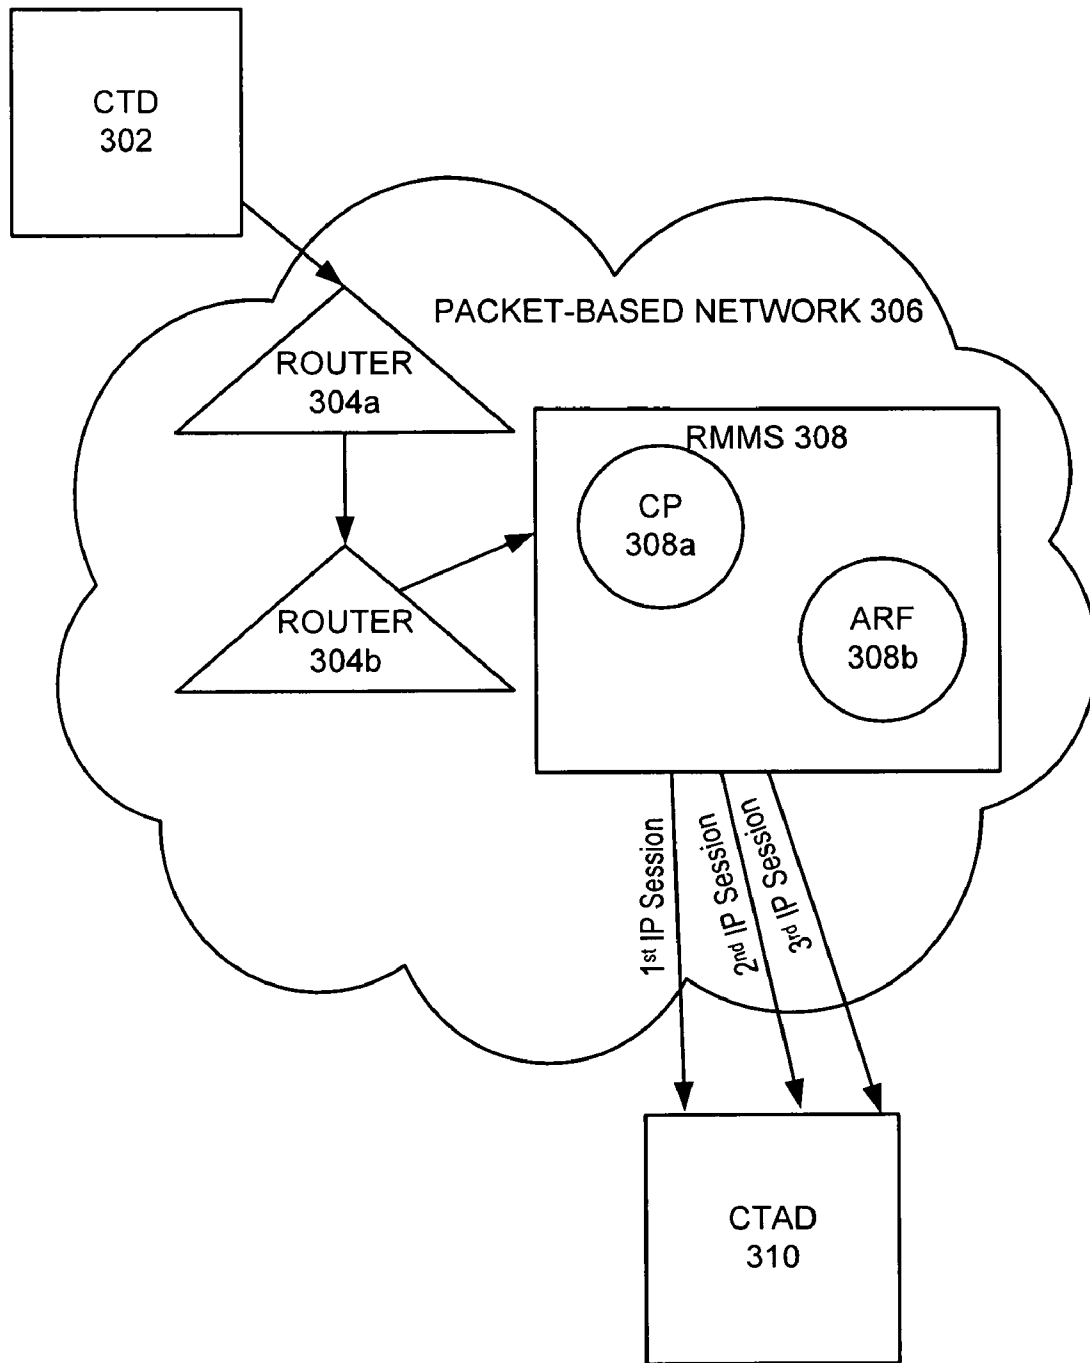 CTD
302
PACKET-BASED NETWORK 306
ROUTER
304a
RMMS 308
CP
308a
ROUTER
304b
ARF
308b
1st IP Session
2nd IP Session
3rd IP Session
CTAD
310